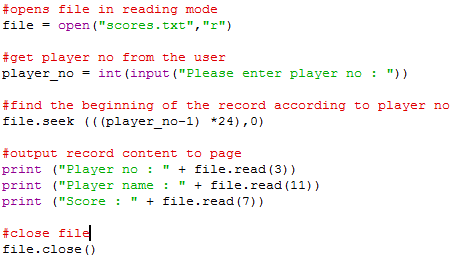 #opens file in reading mode
file = open("scores.txt","r")
#get player no from the user
player_no = int(input("Please enter player no : "))
#find the beginning of the record according to player no
file.seek (((player_no-1) *24),0)
#output record content to page
print ("Player no : " + file.read(3))
print ("Player name : " + file.read(11))
print ("Score : " + file.read(7))
#close file
file.close()